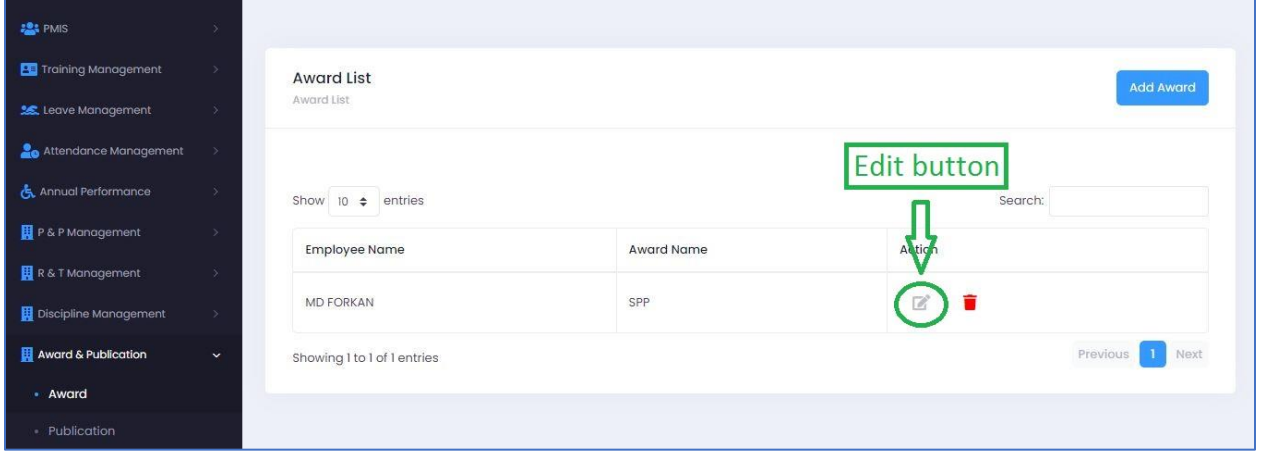 PMIS
Training Management
Leave Management
Attendance Management
Annual Performance
P & P Management
R & T Management
Discipline Management
Award & Publication
Award
Publication
Award List
Award List
Add Award
Edit button
Show 10 entries
Search:
Employee Name Award Name Action
MD FORKAN SPP
Showing 1 to 1 of 1 entries
Previous 1 Next